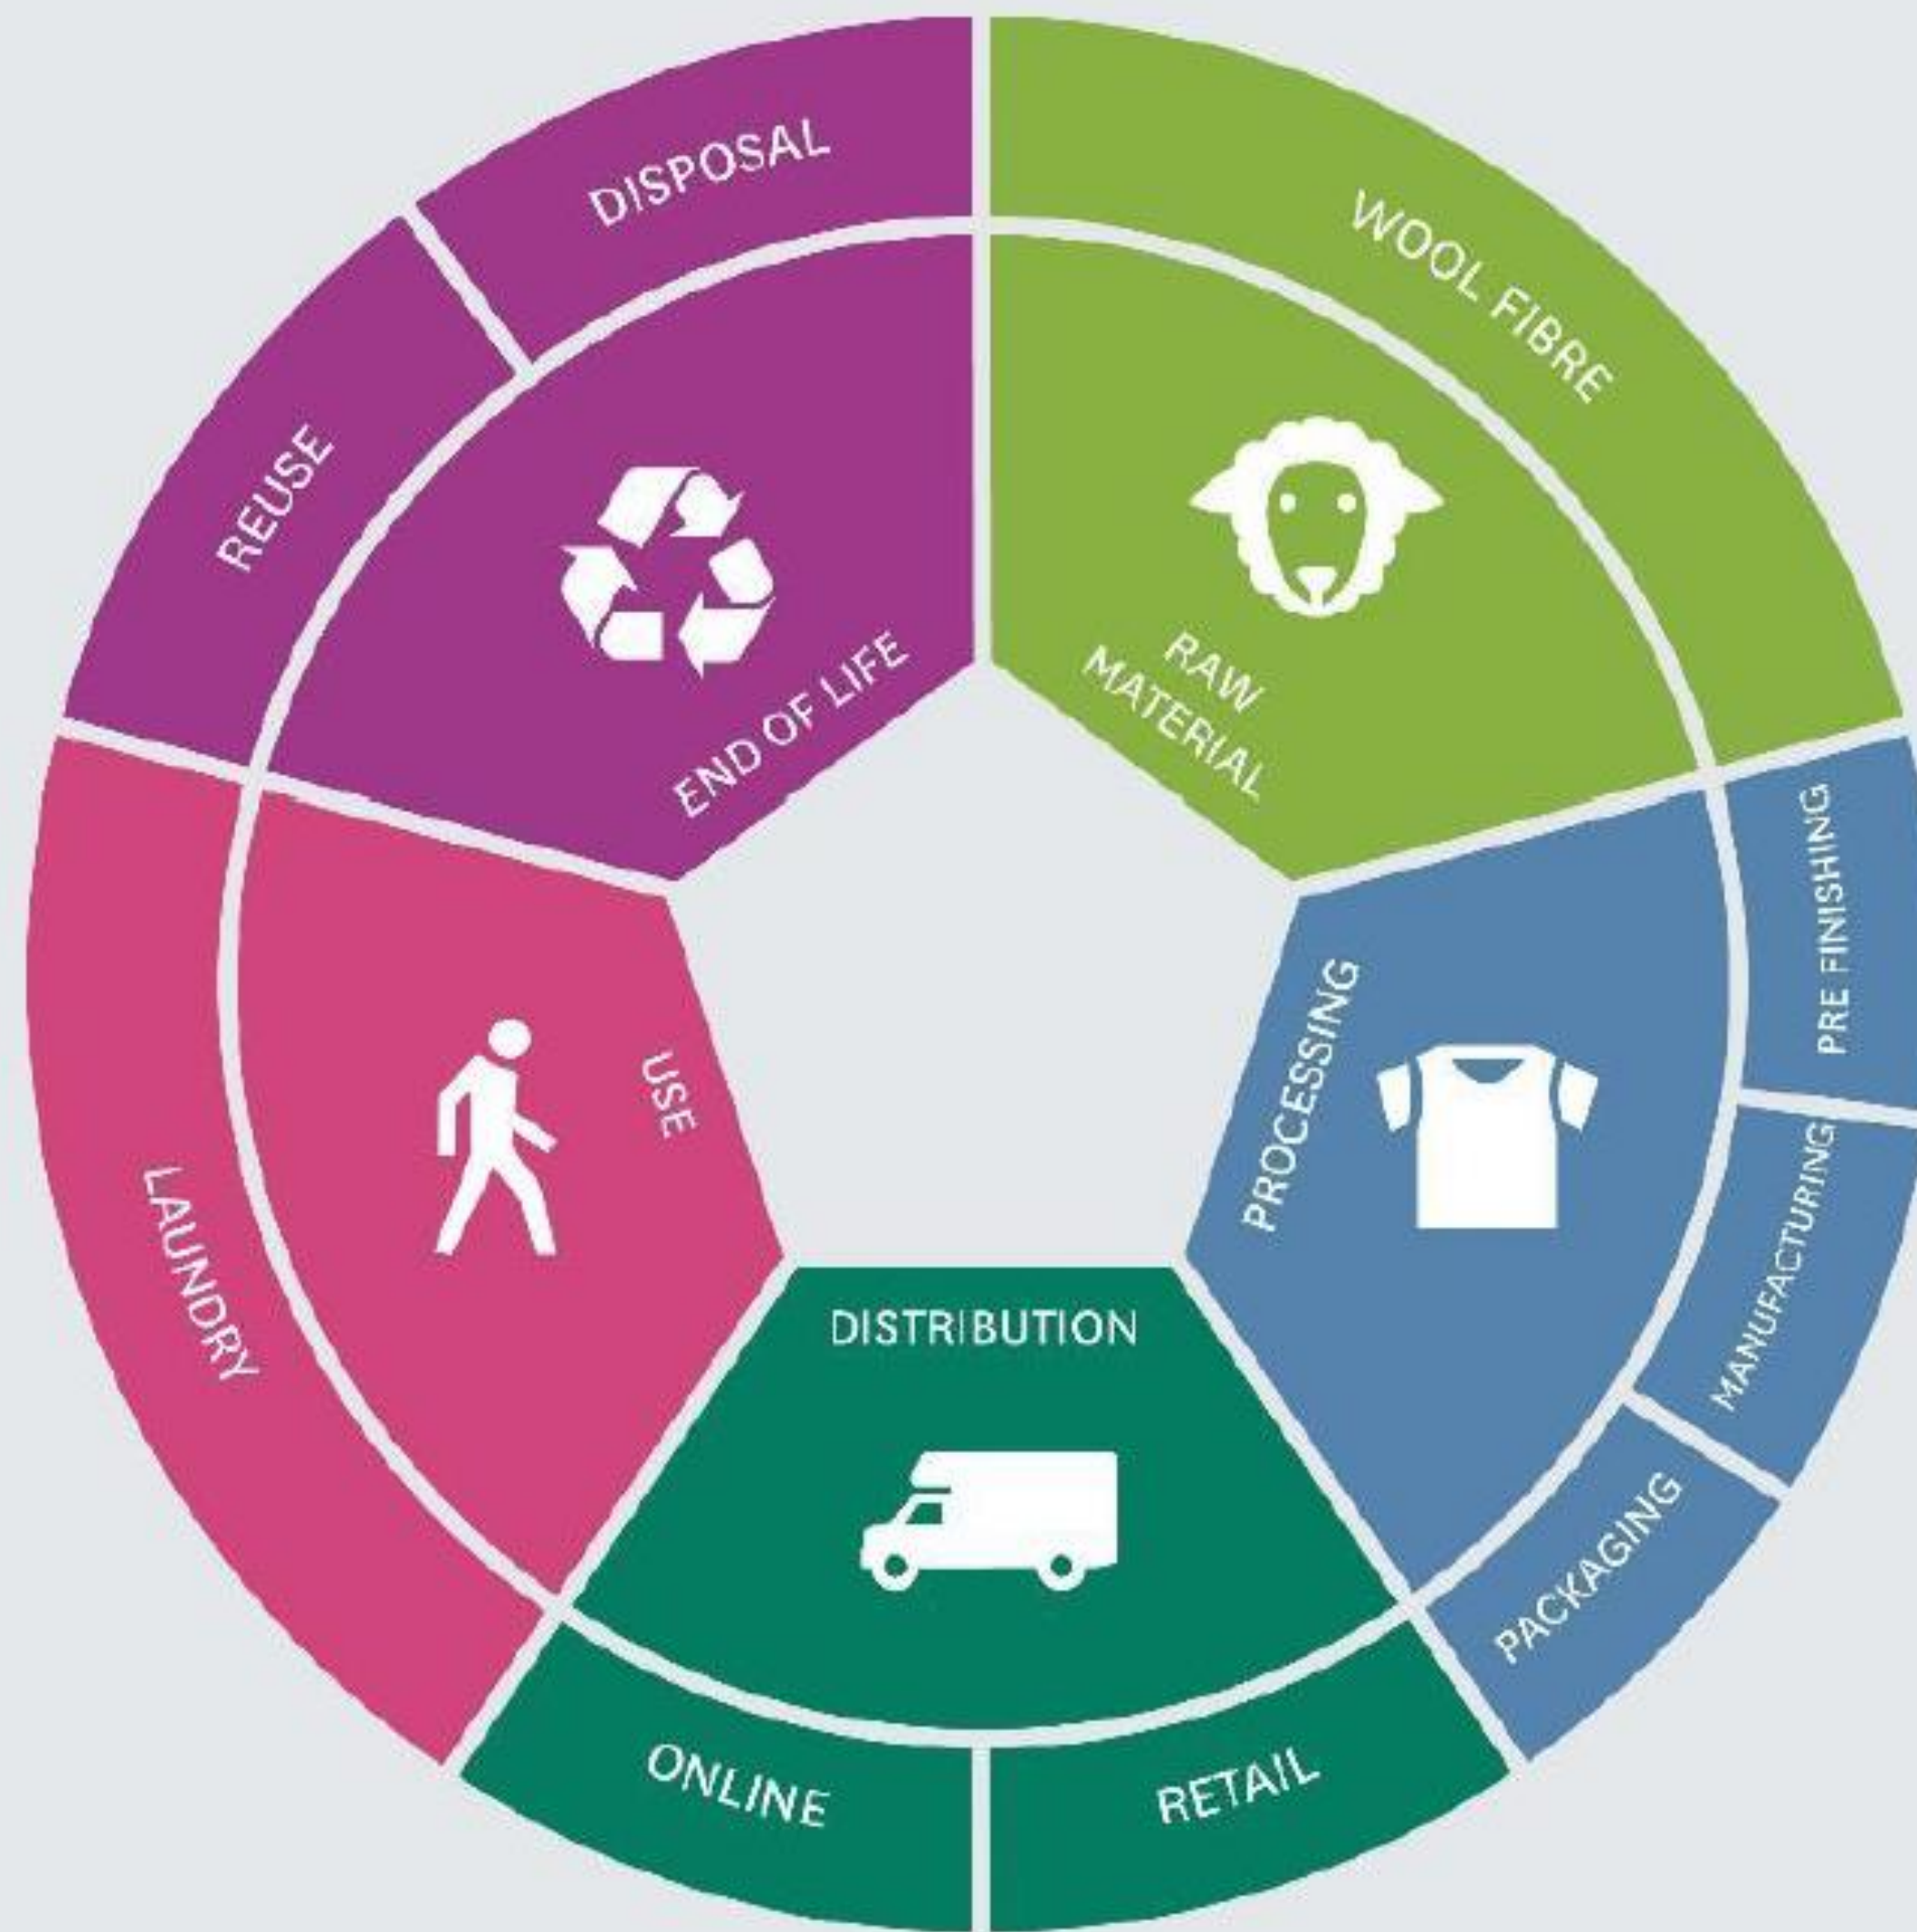 DISPOSAL
WOOL FIBRE
REUSE
END OF LIFE
RAW
MATERIAL
PRE FINISHING
PROCESSING
USE
MANUFACTURING
LAUNDRY
DISTRIBUTION
PACKAGING
ONLINE
RETAIL